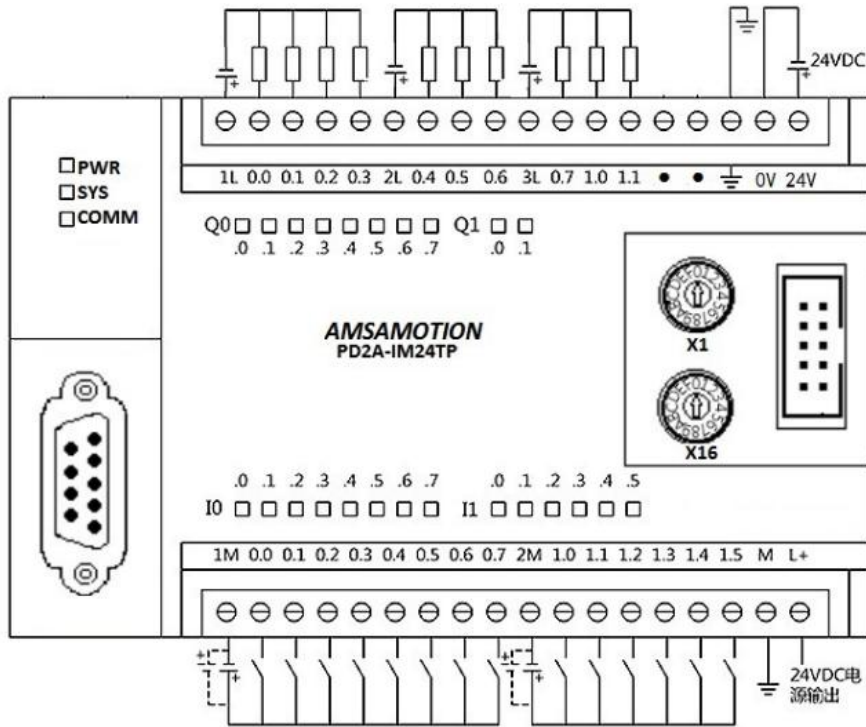 24VDC
1L 0.0 0.1 0.2 0.3 2L 0.4 0.5 0.6 3L 0.7 1.0 1.1 • • ⏚ 0V 24V
PWR
SYS
COMM
Q0 Q1
.0 .1 .2 .3 .4 .5 .6 .7 .0 .1
0123456789ABCDEF
X1
AMSAMOTION
PD2A-IM24TP
0123456789ABCDEF
X16
.0 .1 .2 .3 .4 .5 .6 .7 .0 .1 .2 .3 .4 .5
I0 I1
1M 0.0 0.1 0.2 0.3 0.4 0.5 0.6 0.7 2M 1.0 1.1 1.2 1.3 1.4 1.5 M L+
24VDC电
源输出